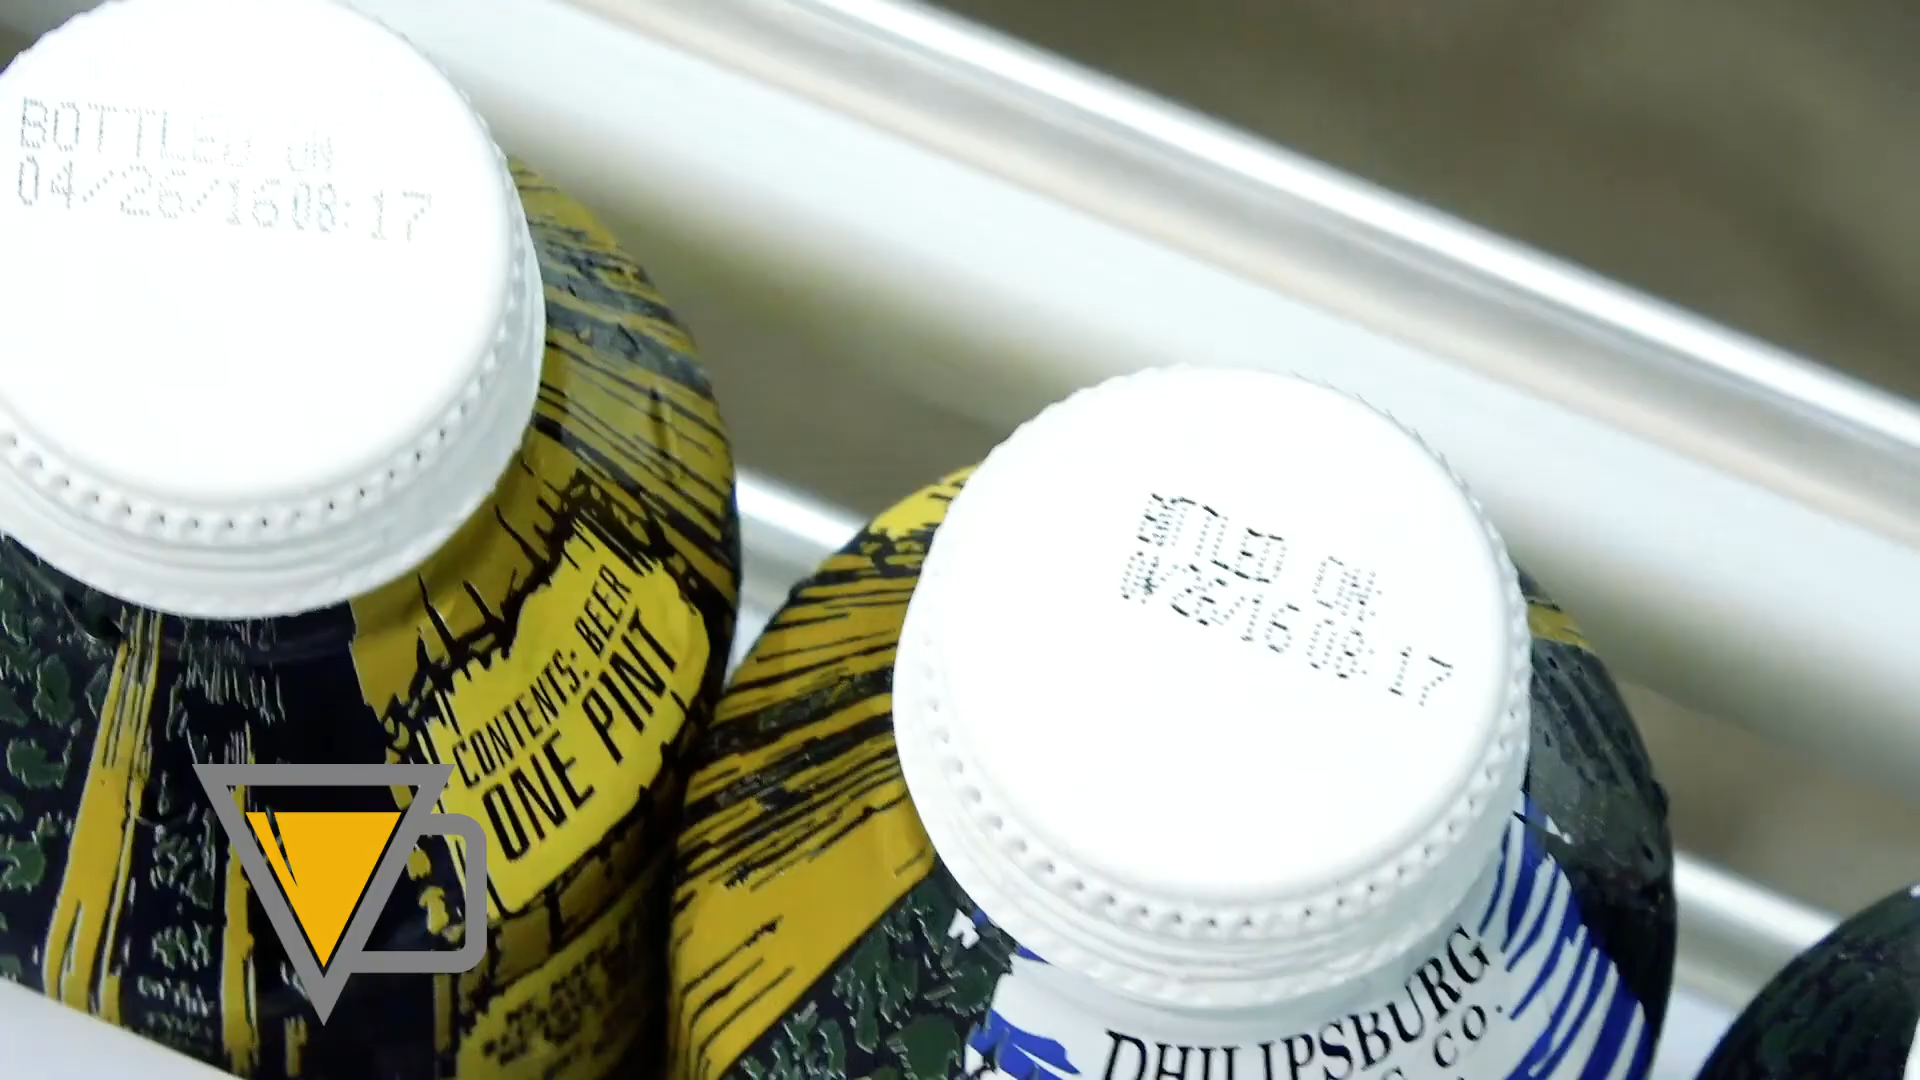 BOTTLED ON
04/26/16 08:17
CONTENTS: BEER
ONE PINT
BOTTLED ON
04/26/16 08:17
PHILIPSBURG
CO.